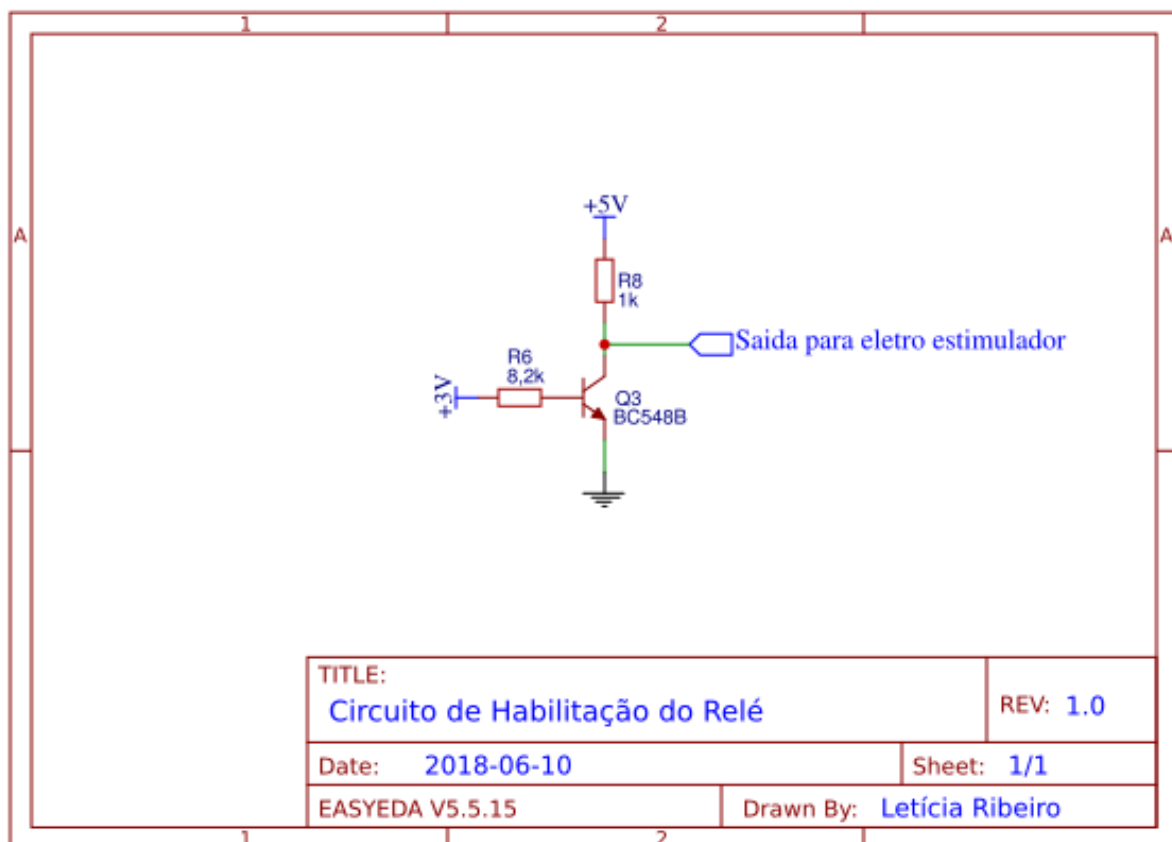 1 2
+5V
A A
R8
1k
Saida para eletro estimulador
R6
8,2k
+3V
Q3
BC548B
TITLE:
Circuito de Habilitação do Relé
REV: 1.0
Date: 2018-06-10
Sheet: 1/1
EASYEDA V5.5.15
Drawn By: Letícia Ribeiro
1 2